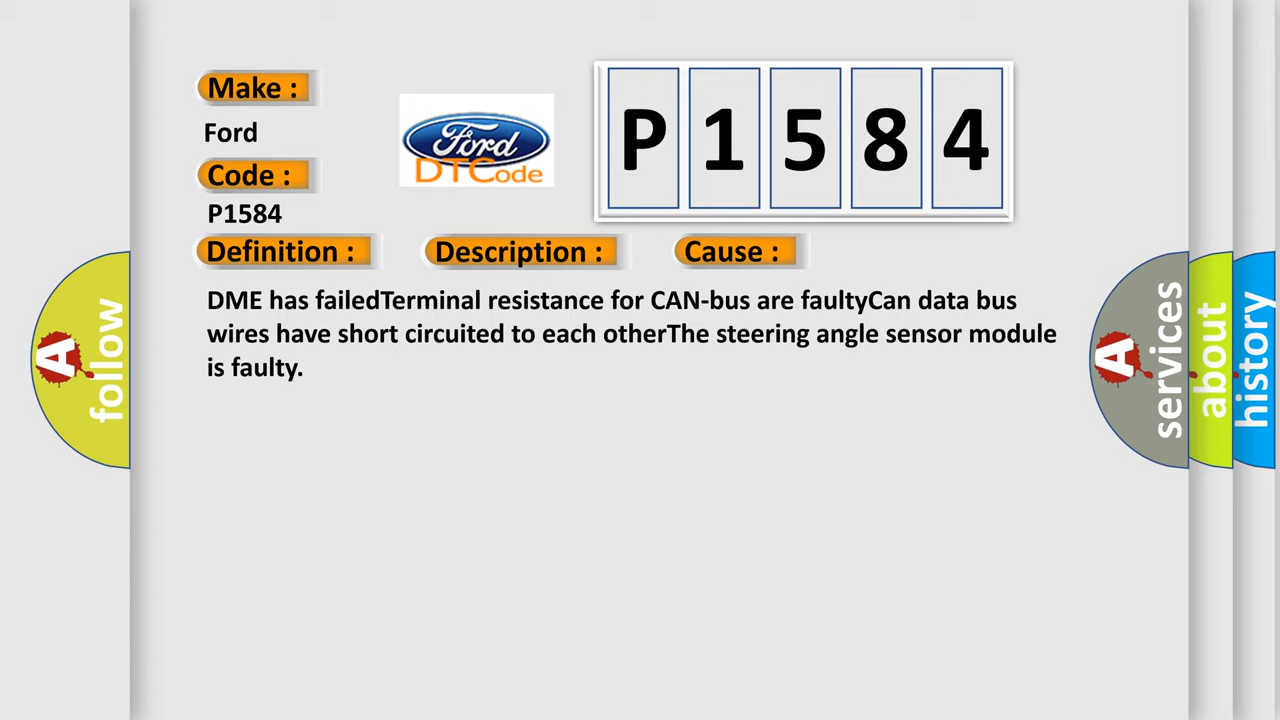 Make :
Ford
Code :
P1584
Ford
DTCode
P 1 5 8 4
Definition :
Description :
Cause :
DME has failedTerminal resistance for CAN-bus are faultyCan data bus
wires have short circuited to each otherThe steering angle sensor module
is faulty.
A
follow
A
services
about
history